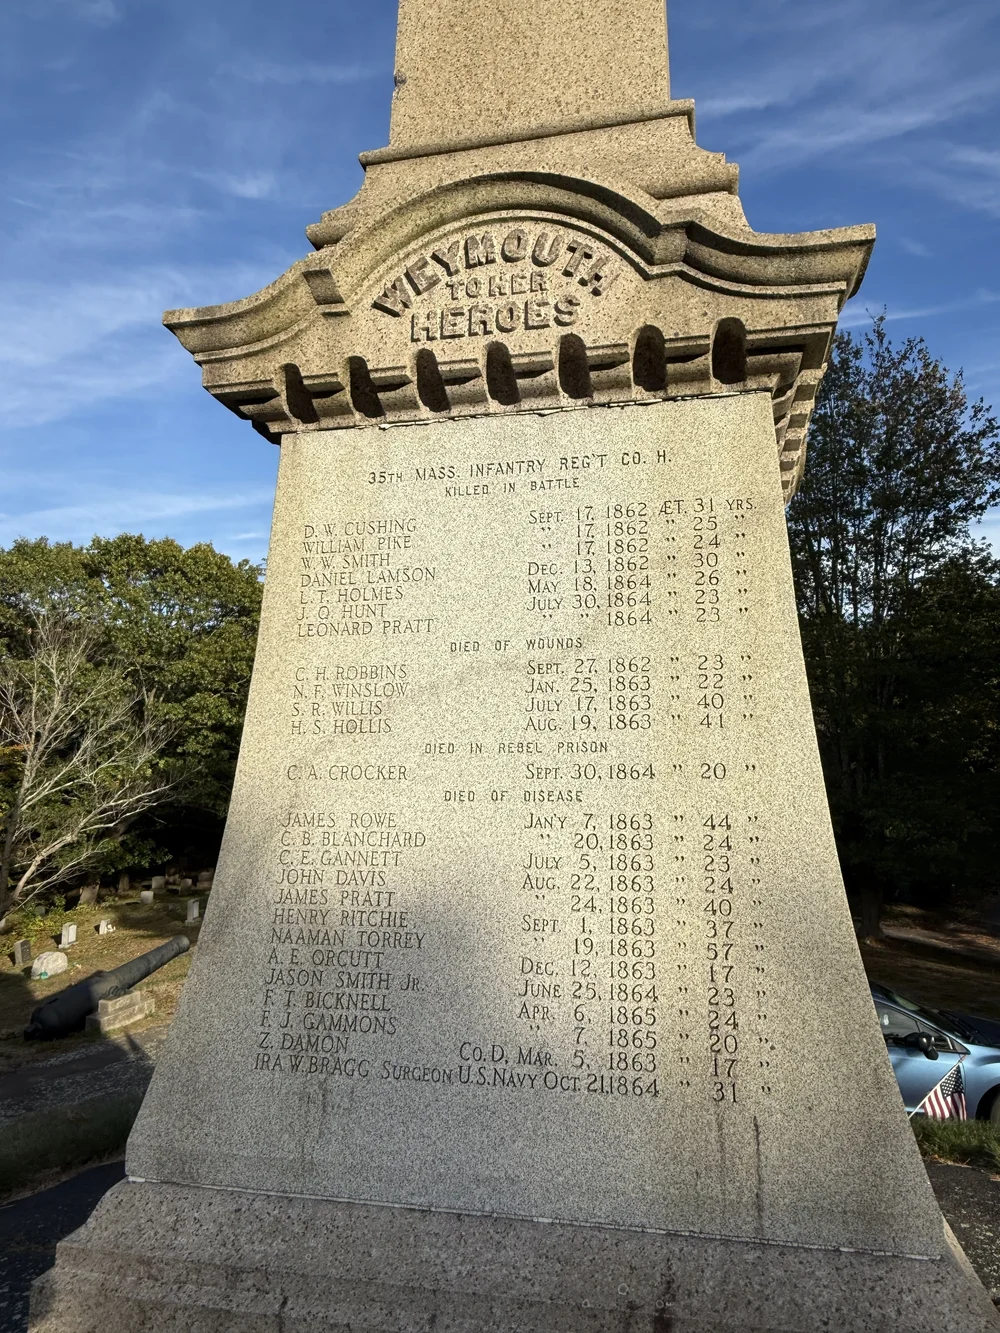 WEYMOUTH
TO HER
HEROES
35TH MASS. INFANTRY REG'T CO. H.
KILLED IN BATTLE
D. W. CUSHING SEPT. 17, 1862 ÆT. 31 YRS.
WILLIAM PIKE " 17, 1862 " 25 "
W. W. SMITH " 17, 1862 " 24 "
DANIEL LAMSON DEC. 13, 1862 " 30 "
L. T. HOLMES MAY 18, 1864 " 26 "
J. Q. HUNT JULY 30, 1864 " 23 "
LEONARD PRATT " " 1864 " 23 "
DIED OF WOUNDS
C. H. ROBBINS SEPT. 27, 1862 " 23 "
N. F. WINSLOW JAN. 25, 1863 " 22 "
S. R. WILLIS JULY 17, 1863 " 40 "
H. S. HOLLIS AUG. 19, 1863 " 41 "
DIED IN REBEL PRISON
C. A. CROCKER SEPT. 30, 1864 " 20 "
DIED OF DISEASE
JAMES ROWE JAN'Y 7, 1863 " 44 "
C. B. BLANCHARD " 20, 1863 " 24 "
C. E. GANNETT JULY 5, 1863 " 23 "
JOHN DAVIS AUG. 22, 1863 " 24 "
JAMES PRATT " 24, 1863 " 40 "
HENRY RITCHIE SEPT. 1, 1863 " 37 "
NAAMAN TORREY " 19, 1863 " 57 "
A. E. ORCUTT DEC. 12, 1863 " 17 "
JASON SMITH JR. JUNE 25, 1864 " 23 "
F. T. BICKNELL APR. 6, 1865 " 24 "
F. J. GAMMONS " 7, 1865 " 20 "
Z. DAMON CO. D, MAR. 5, 1863 " 17 "
IRA W. BRAGG SURGEON U.S. NAVY OCT. 21, 1864 " 31 "